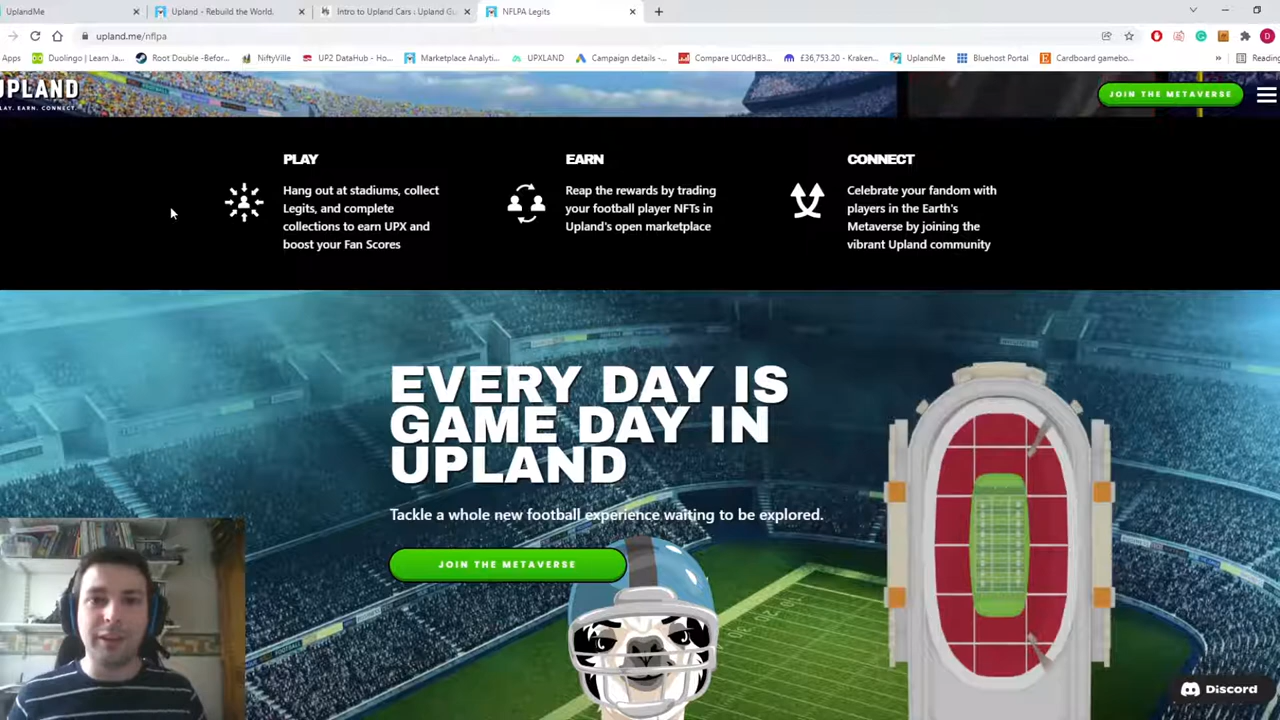 UplandMe
Upland - Rebuild the World.
Intro to Upland Cars : Upland Gu
NFLPA Legits
upland.me/nflpa
Apps
Duolingo | Learn Ja...
Root Double -Befor...
NiftyVille
UP2 DataHub - Ho...
Marketplace Analyti...
UPXLAND
Campaign details -...
Compare UC0dHB3...
£36,753.20 - Kraken...
UplandMe
Bluehost Portal
Cardboard gamebo...
»
Reading
UPLAND
PLAY. EARN. CONNECT.
JOIN THE METAVERSE
PLAY
Hang out at stadiums, collect
Legits, and complete
collections to earn UPX and
boost your Fan Scores
EARN
Reap the rewards by trading
your football player NFTs in
Upland's open marketplace
CONNECT
Celebrate your fandom with
players in the Earth's
Metaverse by joining the
vibrant Upland community
EVERY DAY IS
GAME DAY IN
UPLAND
Tackle a whole new football experience waiting to be explored.
JOIN THE METAVERSE
Discord